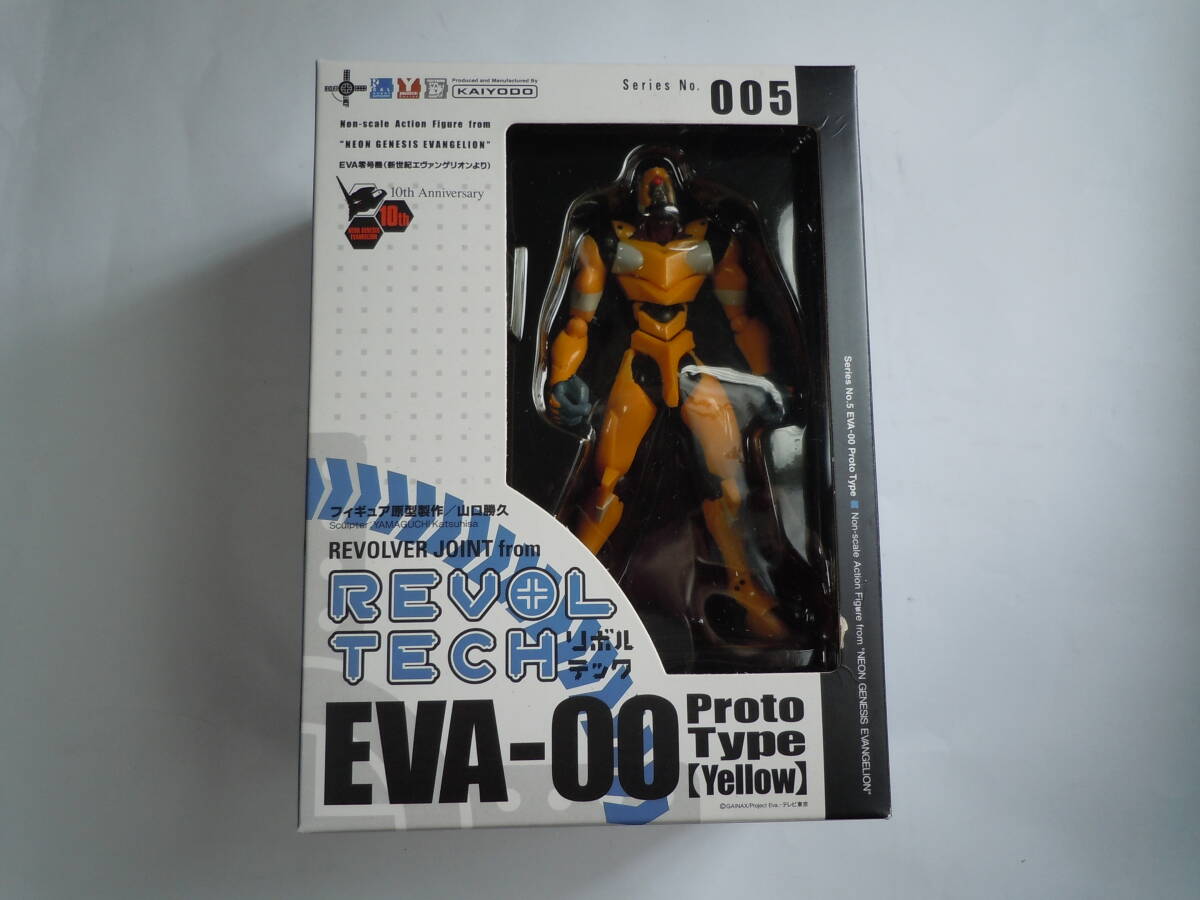 Produced and Manufactured By
KAIYODO
Series No. 005
Non-scale Action Figure from
"NEON GENESIS EVANGELION"
EVA零号機(新世紀エヴァンゲリオンより)
10th Anniversary
10th
NEON GENESIS
EVANGELION
フィギュア原型製作／山口勝久
Sculpter:YAMAGUCHI Katsuhisa
REVOLVER JOINT from
REVOL
TECH リボル
テック
EVA-00 Proto
Type
【Yellow】
©GAINAX/Project Eva.・テレビ東京
Series No.5 EVA-00 Proto Type ■ Non-scale Action Figure from "NEON GENESIS EVANGELION"